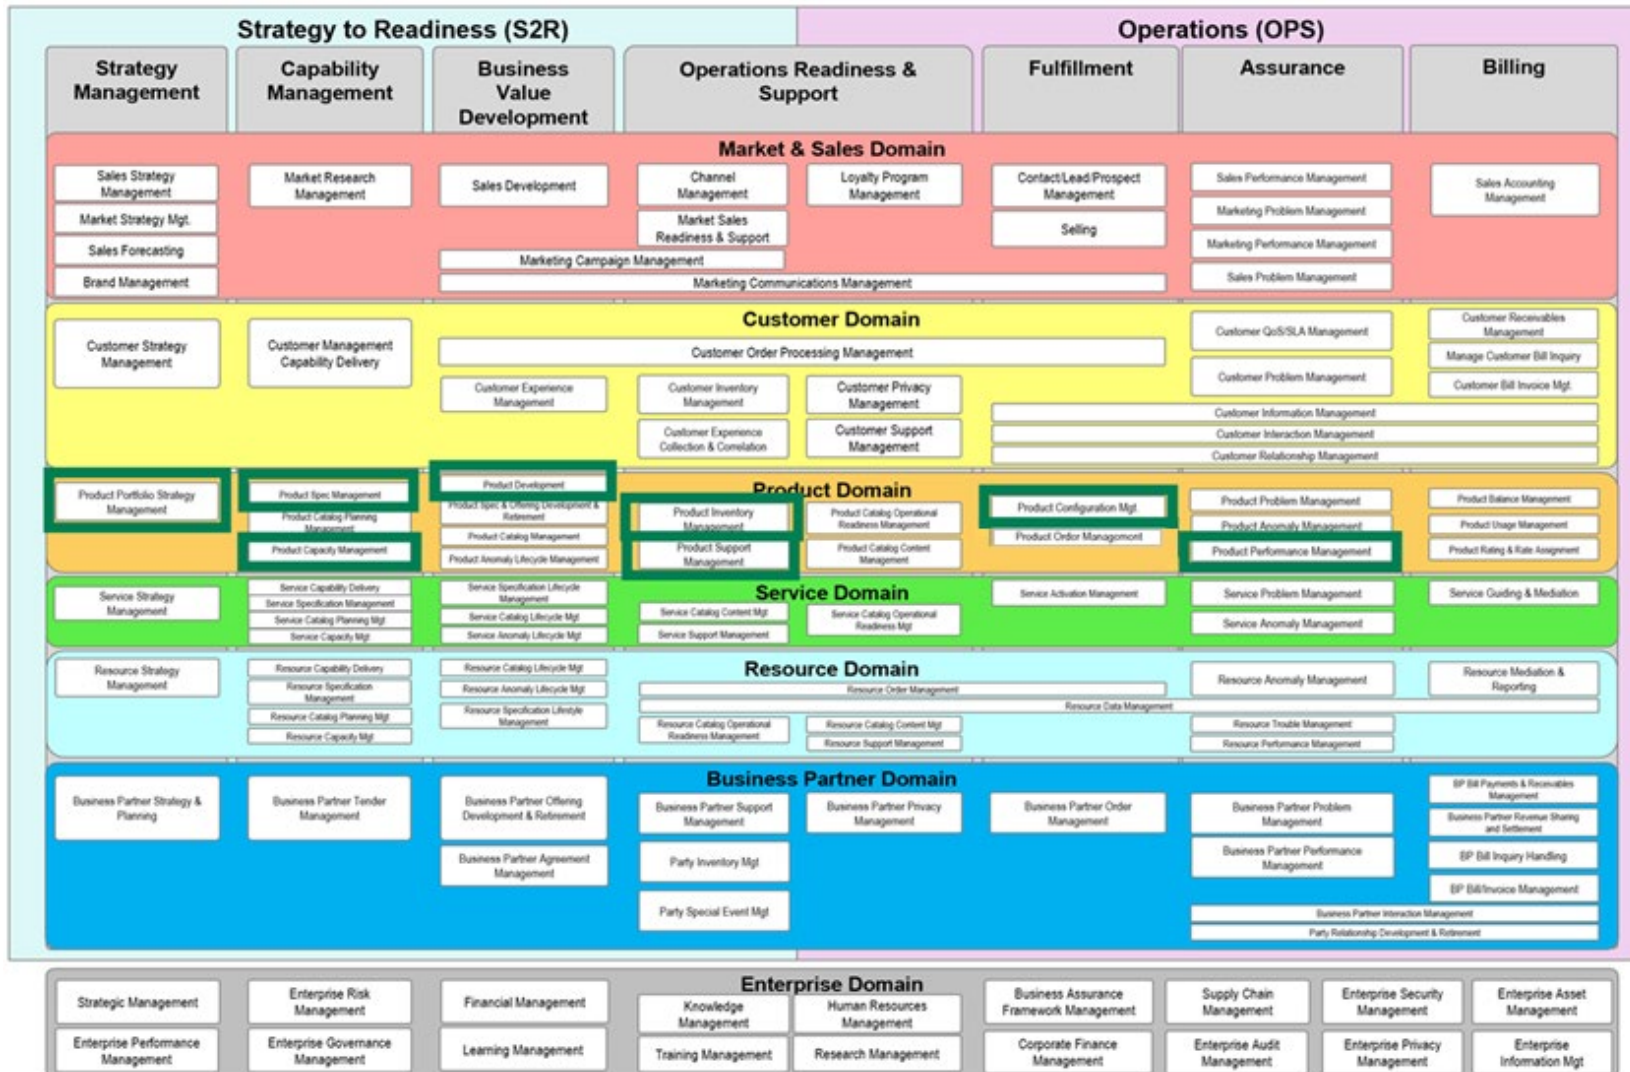 Strategy to Readiness (S2R)
Operations (OPS)
Strategy
Management
Capability
Management
Business
Value
Development
Operations Readiness &
Support
Fulfillment
Assurance
Billing
Market & Sales Domain
Sales Strategy
Management
Market Strategy Mgt.
Sales Forecasting
Brand Management
Market Research
Management
Sales Development
Channel
Management
Loyalty Program
Management
Market Sales
Readiness & Support
Marketing Campaign Management
Marketing Communications Management
Contact/Lead/Prospect
Management
Selling
Sales Performance Management
Marketing Problem Management
Marketing Performance Management
Sales Problem Management
Sales Accounting
Management
Customer Domain
Customer Strategy
Management
Customer Management
Capability Delivery
Customer Order Processing Management
Customer Experience
Management
Customer Inventory
Management
Customer Privacy
Management
Customer Experience
Collection & Correlation
Customer Support
Management
Customer QoS/SLA Management
Customer Problem Management
Customer Receivables
Management
Manage Customer Bill Inquiry
Customer Bill Invoice Mgt.
Customer Information Management
Customer Interaction Management
Customer Relationship Management
Product Domain
Product Portfolio Strategy
Management
Product Spec Management
Product Catalog Planning
Management
Product Capacity Management
Product Development
Product Spec & Offering Development &
Retirement
Product Catalog Management
Product Anomaly Lifecycle Management
Product Inventory
Management
Product Support
Management
Product Catalog Operational
Readiness Management
Product Catalog Content
Management
Product Configuration Mgt.
Product Order Management
Product Problem Management
Product Anomaly Management
Product Performance Management
Product Balance Management
Product Usage Management
Product Rating & Rate Assignment
Service Domain
Service Strategy
Management
Service Capability Delivery
Service Specification Management
Service Catalog Planning Mgt
Service Capacity Mgt
Service Specification Lifecycle
Management
Service Catalog Lifecycle Mgt
Service Anomaly Lifecycle Mgt
Service Catalog Content Mgt
Service Support Management
Service Catalog Operational
Readiness Mgt
Service Activation Management
Service Problem Management
Service Anomaly Management
Service Guiding & Mediation
Resource Domain
Resource Strategy
Management
Resource Capability Delivery
Resource Specification
Management
Resource Catalog Planning Mgt
Resource Capacity Mgt
Resource Catalog Lifecycle Mgt
Resource Anomaly Lifecycle Mgt
Resource Specification Lifestyle
Management
Resource Order Management
Resource Data Management
Resource Catalog Operational
Readiness Management
Resource Catalog Content Mgt
Resource Support Management
Resource Anomaly Management
Resource Trouble Management
Resource Performance Management
Resource Mediation &
Reporting
Business Partner Domain
Business Partner Strategy &
Planning
Business Partner Tender
Management
Business Partner Offering
Development & Retirement
Business Partner Agreement
Management
Business Partner Support
Management
Party Inventory Mgt
Party Special Event Mgt
Business Partner Privacy
Management
Business Partner Order
Management
Business Partner Problem
Management
Business Partner Performance
Management
BP Bill Payments & Receivables
Management
Business Partner Revenue Sharing
and Settlement
BP Bill Inquiry Handling
BP Bill/Invoice Management
Business Partner Interaction Management
Party Relationship Development & Retirement
Enterprise Domain
Strategic Management
Enterprise Risk
Management
Financial Management
Knowledge
Management
Human Resources
Management
Business Assurance
Framework Management
Supply Chain
Management
Enterprise Security
Management
Enterprise Asset
Management
Enterprise Performance
Management
Enterprise Governance
Management
Learning Management
Training Management
Research Management
Corporate Finance
Management
Enterprise Audit
Management
Enterprise Privacy
Management
Enterprise
Information Mgt